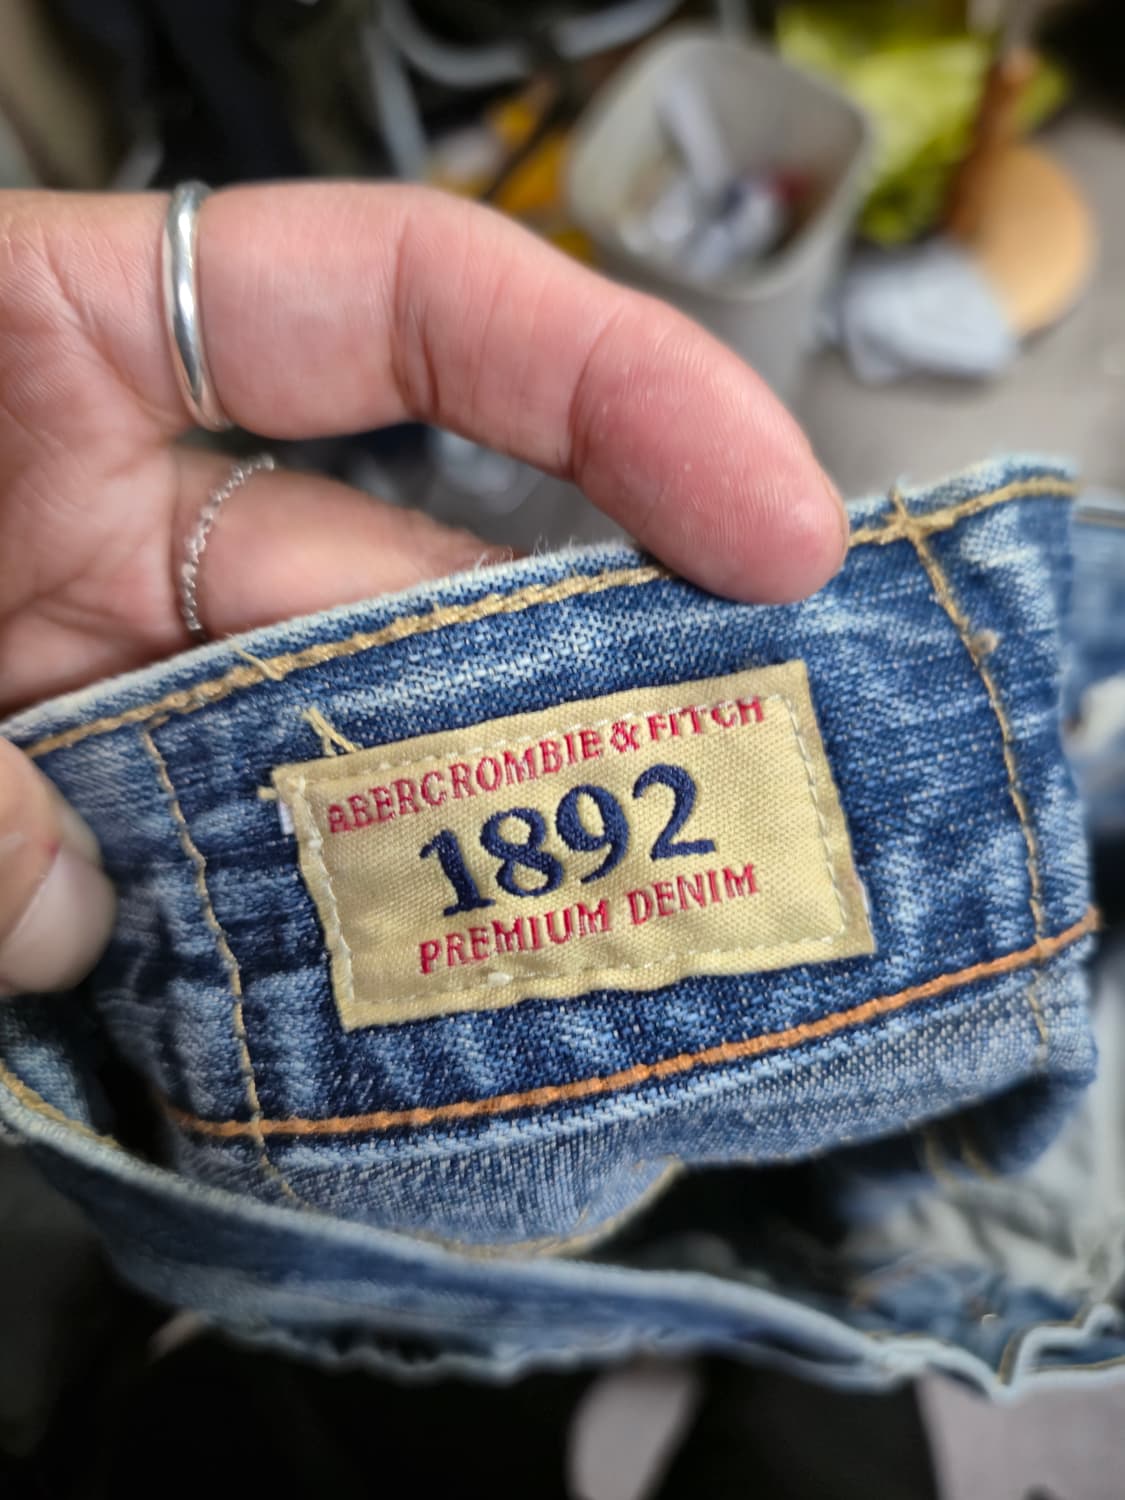 ABERCROMBIE & FITCH
1892
PREMIUM DENIM